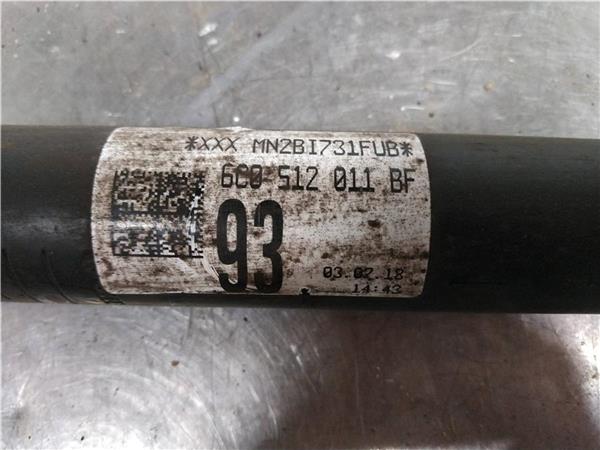 *XXX MN2BI731FUB*
6C0 512 011 BF
93
03.02.18
14:43